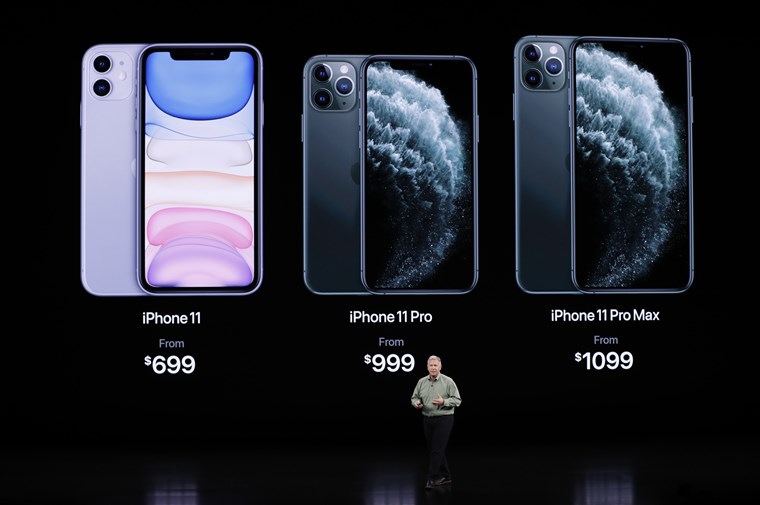 iPhone 11
From
$699
iPhone 11 Pro
From
$999
iPhone 11 Pro Max
From
$1099